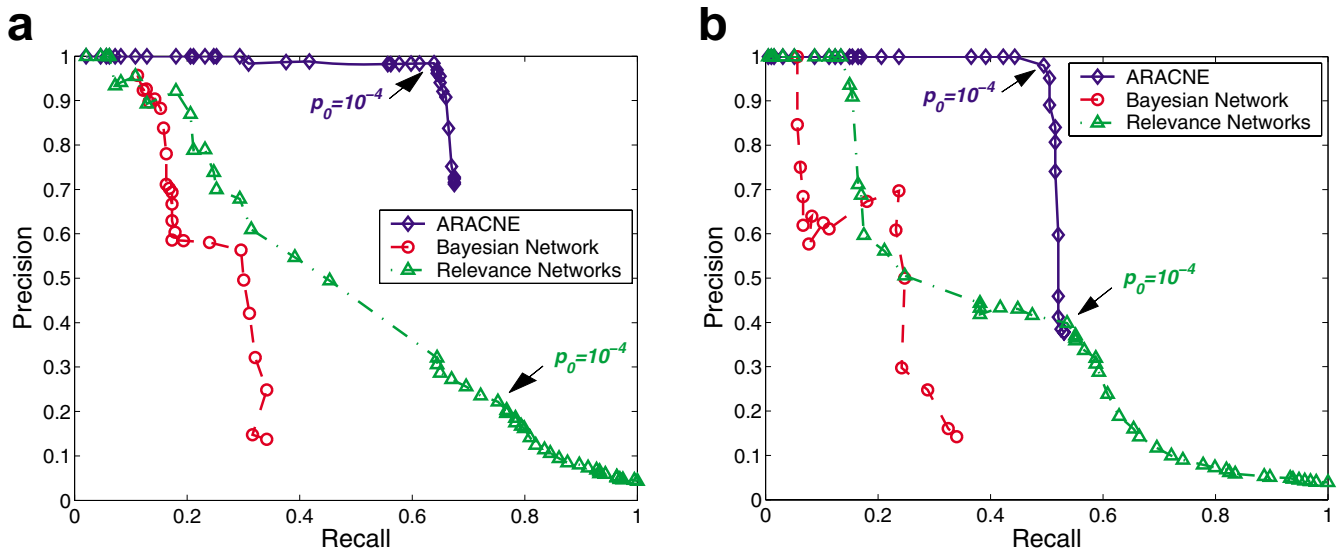 a
1
0.9
0.8
0.7
0.6
0.5
0.4
0.3
0.2
0.1
0
0
0.2
0.4
0.6
0.8
1
Precision
Recall
p0=10−4
ARACNE
Bayesian Network
Relevance Networks
p0=10−4
b
1
0.9
0.8
0.7
0.6
0.5
0.4
0.3
0.2
0.1
0
0
0.2
0.4
0.6
0.8
1
Precision
Recall
p0=10−4
ARACNE
Bayesian Network
Relevance Networks
p0=10−4